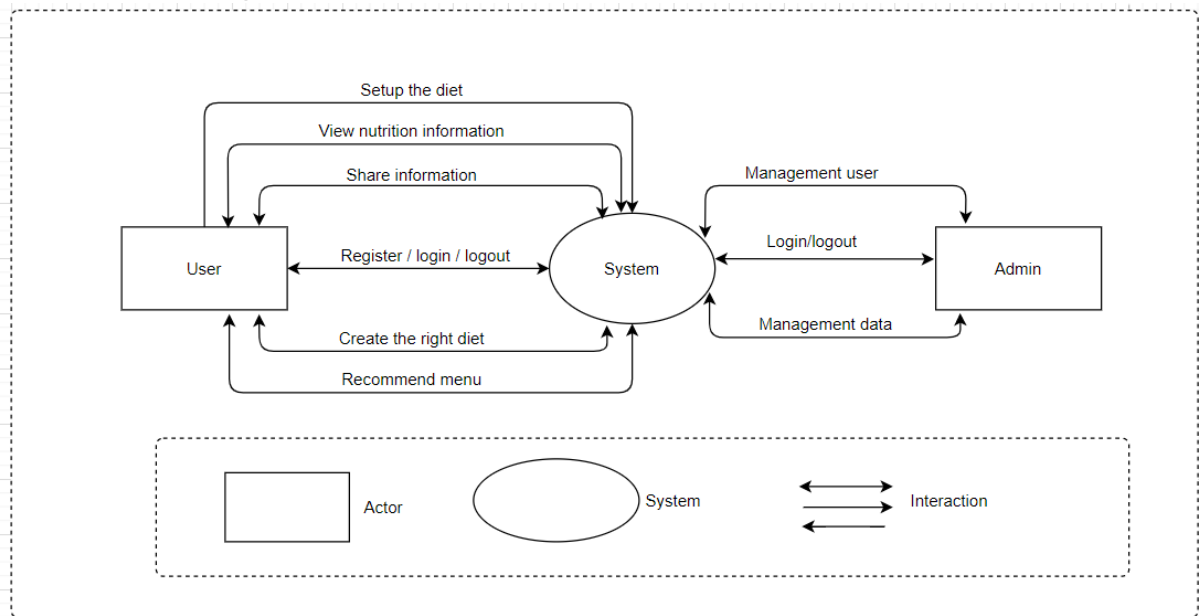 Setup the diet
View nutrition information
Share information
Management user
Register / login / logout
Login/logout
User
System
Admin
Create the right diet
Management data
Recommend menu
Actor
System
Interaction